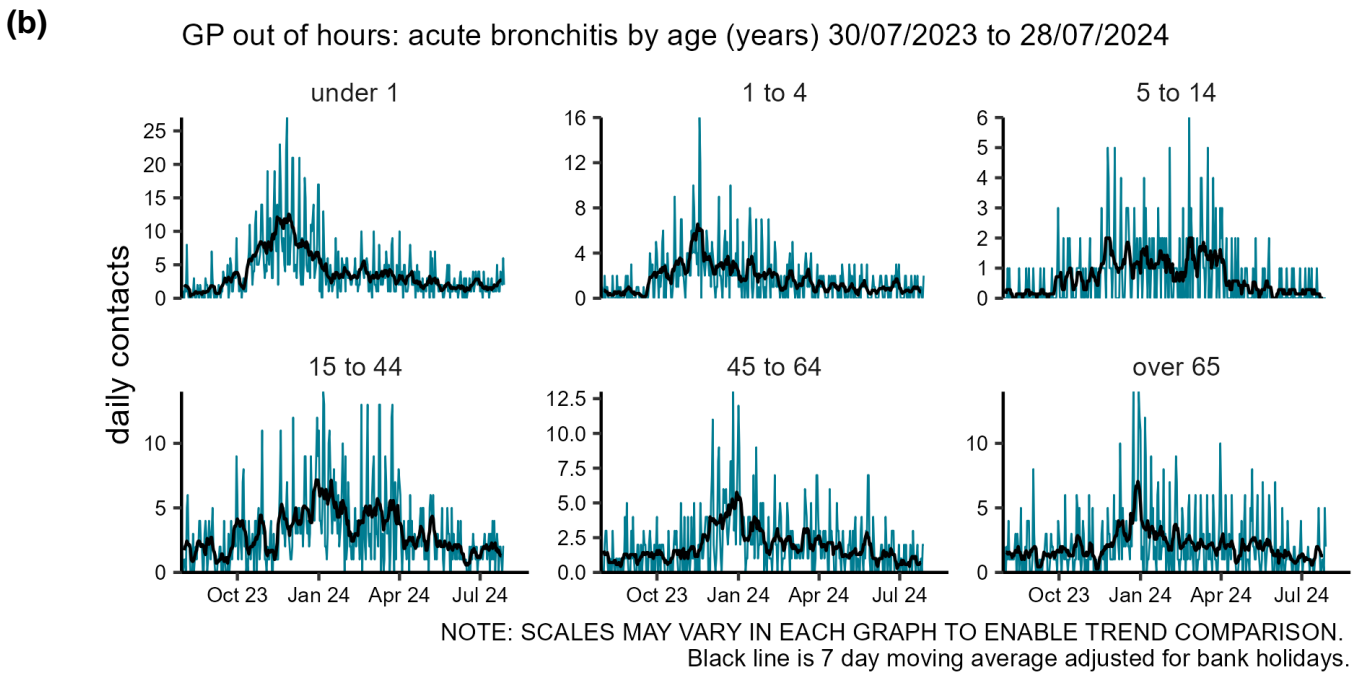 (b)
GP out of hours: acute bronchitis by age (years) 30/07/2023 to 28/07/2024
daily contacts
under 1
25
20
15
10
5
0
1 to 4
16
12
8
4
0
5 to 14
6
5
4
3
2
1
0
15 to 44
10
5
0
Oct 23 Jan 24 Apr 24 Jul 24
45 to 64
12.5
10.0
7.5
5.0
2.5
0.0
Oct 23 Jan 24 Apr 24 Jul 24
over 65
10
5
0
Oct 23 Jan 24 Apr 24 Jul 24
NOTE: SCALES MAY VARY IN EACH GRAPH TO ENABLE TREND COMPARISON.
Black line is 7 day moving average adjusted for bank holidays.